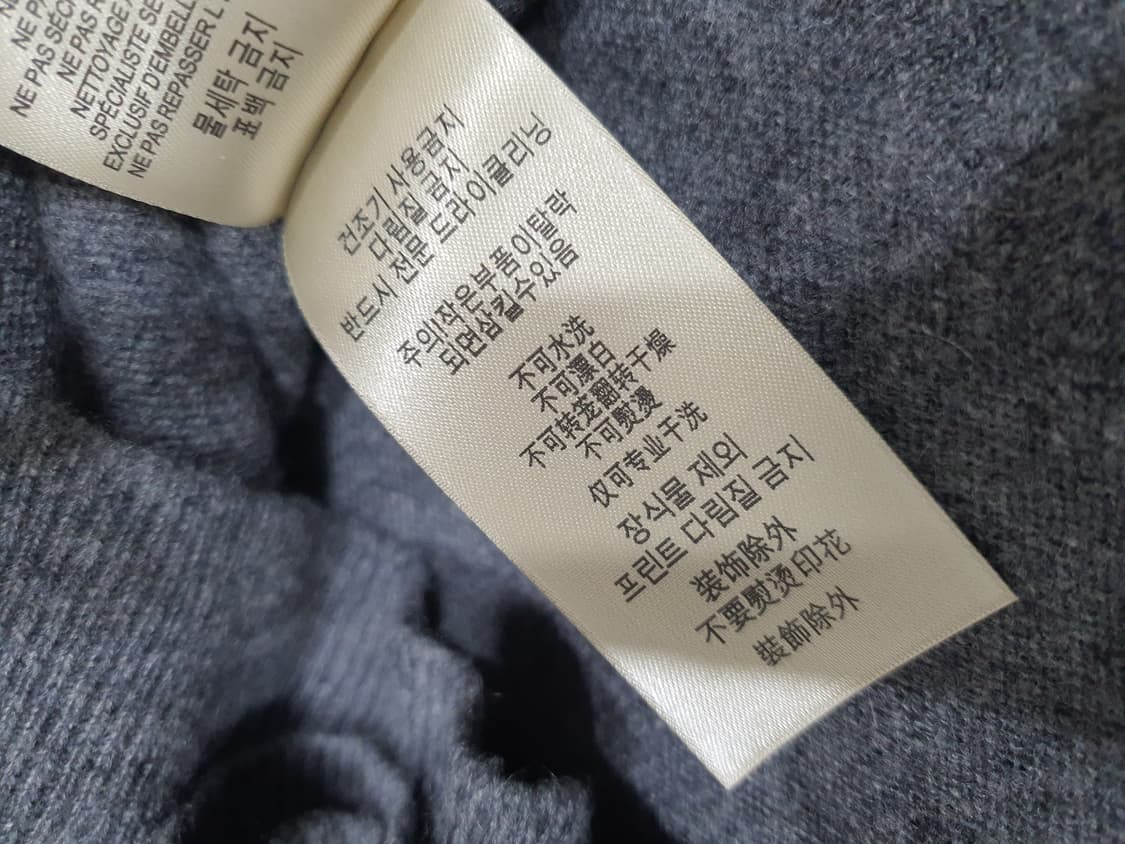 NE PAS SÉC
NE PAS R
NETTOYAGE
SPÉCIALISTE SE
EXCLUSIF D'EMBELL
NE PAS REPASSER L
물세탁 금지
표백 금지
건조기 사용금지
다림질 금지
반드시 전문 드라이클리닝
주의!작은부품이탈락
되면삼킬수있음
不可水洗
不可漂白
不可转笼翻转干燥
不可熨烫
仅可专业干洗
장식물 제외
프린트 다림질 금지
装饰除外
不要熨烫印花
裝飾除外